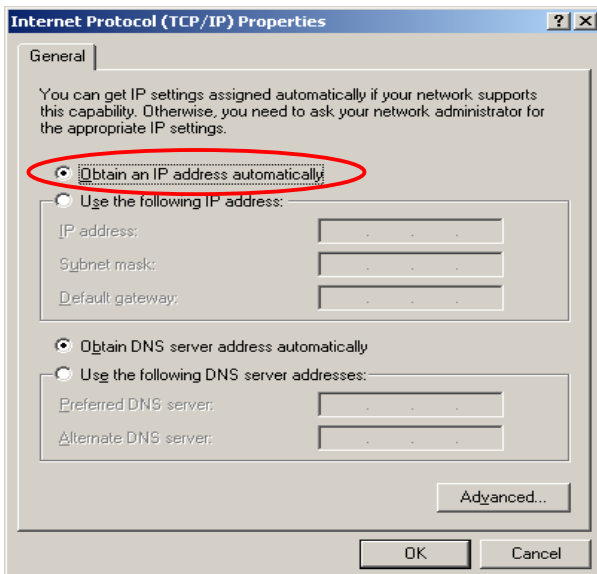 Internet Protocol (TCP/IP) Properties
General
You can get IP settings assigned automatically if your network supports
this capability. Otherwise, you need to ask your network administrator for
the appropriate IP settings.
Obtain an IP address automatically
Use the following IP address:
IP address:
Subnet mask:
Default gateway:
Obtain DNS server address automatically
Use the following DNS server addresses:
Preferred DNS server:
Alternate DNS server:
Advanced...
OK Cancel